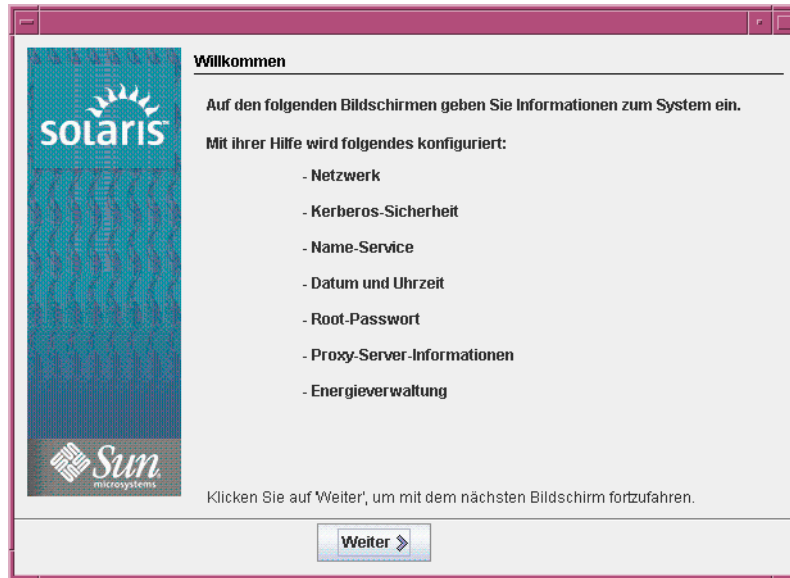 Willkommen
solaris™
Auf den folgenden Bildschirmen geben Sie Informationen zum System ein.
Mit ihrer Hilfe wird folgendes konfiguriert:
- Netzwerk
- Kerberos-Sicherheit
- Name-Service
- Datum und Uhrzeit
- Root-Passwort
- Proxy-Server-Informationen
- Energieverwaltung
Sun
microsystems
Klicken Sie auf 'Weiter', um mit dem nächsten Bildschirm fortzufahren.
Weiter